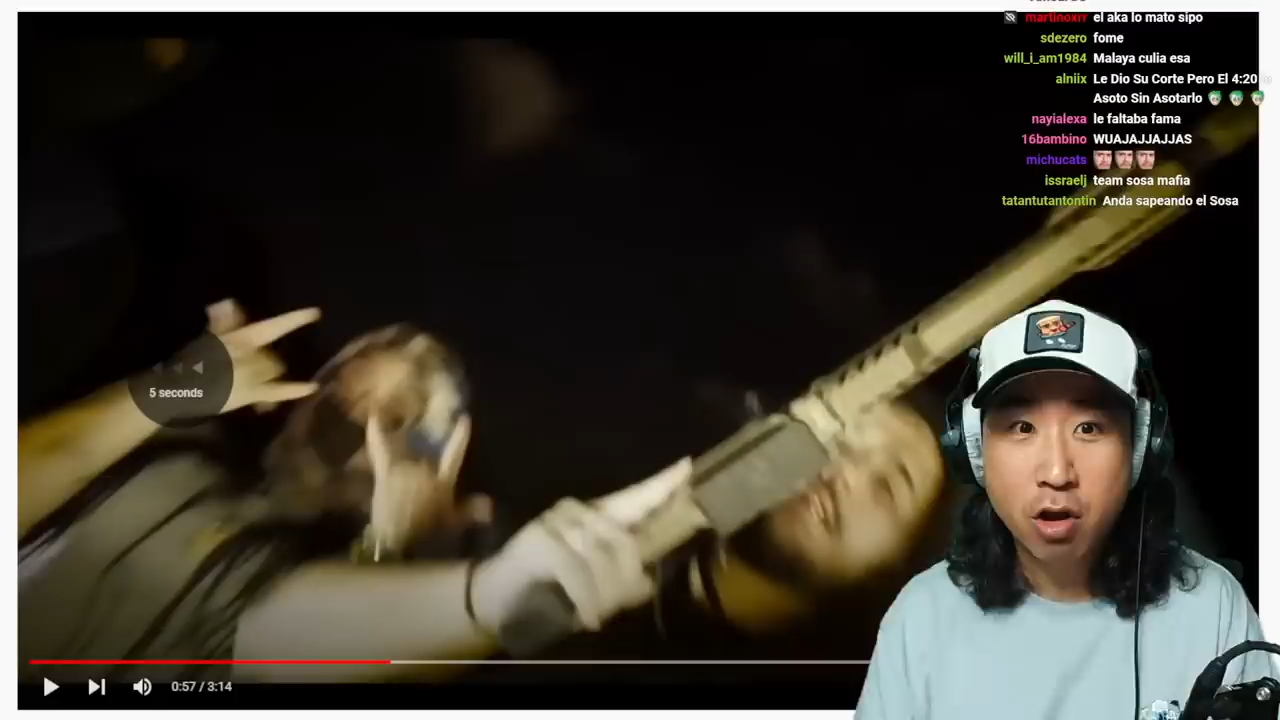 martinoxrr el aka lo mato sipo
sdezero fome
will_i_am1984 Malaya culia esa
alniix Le Dio Su Corte Pero El 4:20
Asoto Sin Asotarlo
nayialexa le faltaba fama
16bambino WUAJAJJAJJAS
michucats
issraelj team sosa mafia
tatantutantontin Anda sapeando el Sosa
5 seconds
0:57 / 3:14